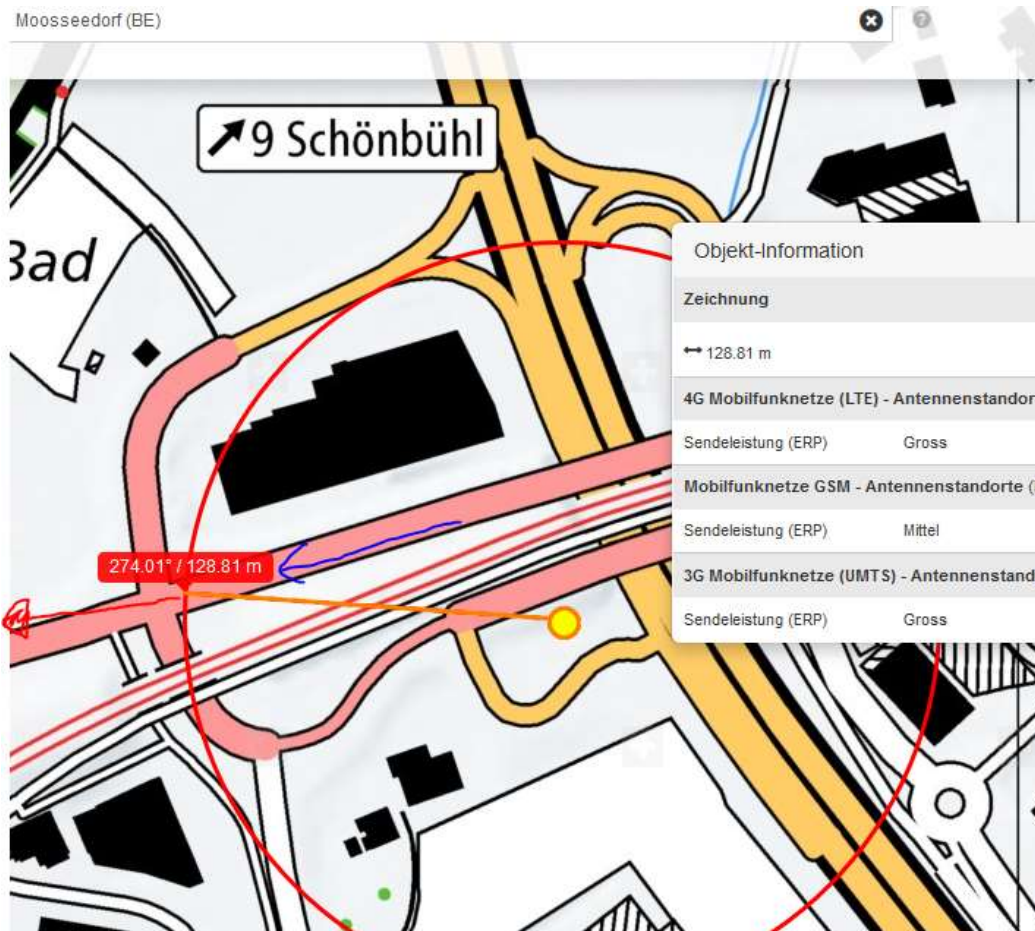 Moosseedorf (BE)
9 Schönbühl
Bad
Objekt-Information
Zeichnung
128.81 m
4G Mobilfunknetze (LTE) - Antennenstandor
Sendeleistung (ERP) Gross
Mobilfunknetze GSM - Antennenstandorte (
Sendeleistung (ERP) Mittel
274.01° / 128.81 m
3G Mobilfunknetze (UMTS) - Antennenstand
Sendeleistung (ERP) Gross